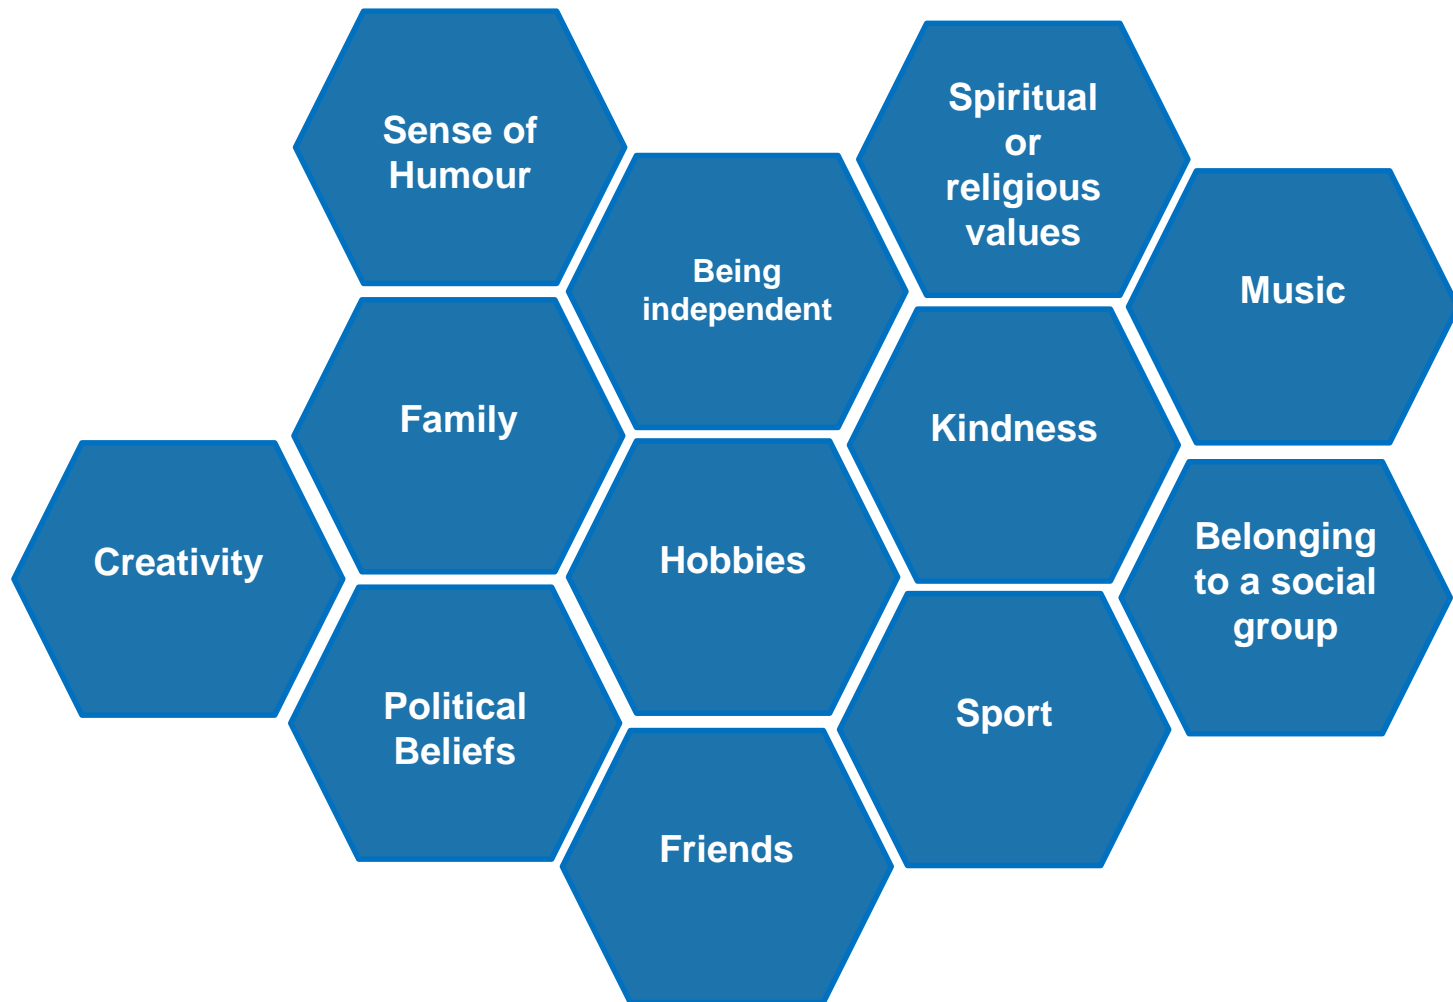 Sense of
Humour
Spiritual
or
religious
values
Being
independent
Music
Family
Kindness
Creativity
Hobbies
Belonging
to a social
group
Political
Beliefs
Sport
Friends